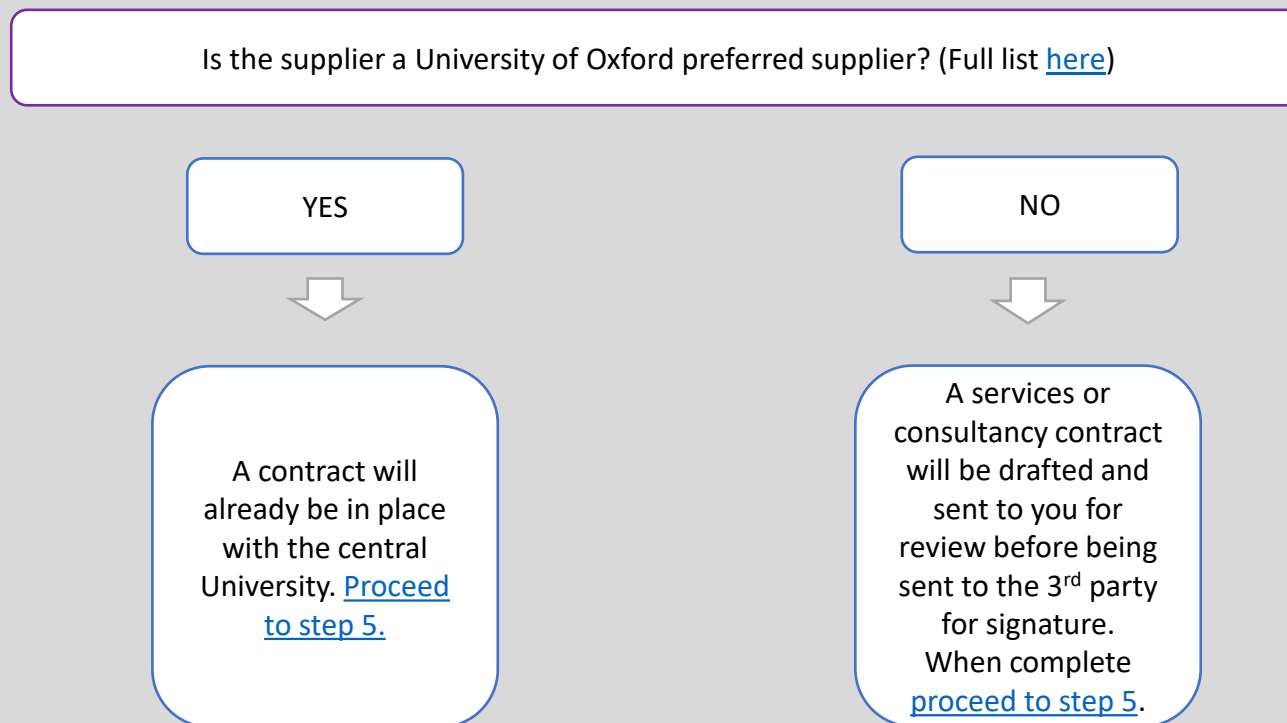 Is the supplier a University of Oxford preferred supplier? (Full list here)
YES
NO
A contract will
already be in place
with the central
University. Proceed
to step 5.
A services or
consultancy contract
will be drafted and
sent to you for
review before being
sent to the 3rd party
for signature.
When complete
proceed to step 5.